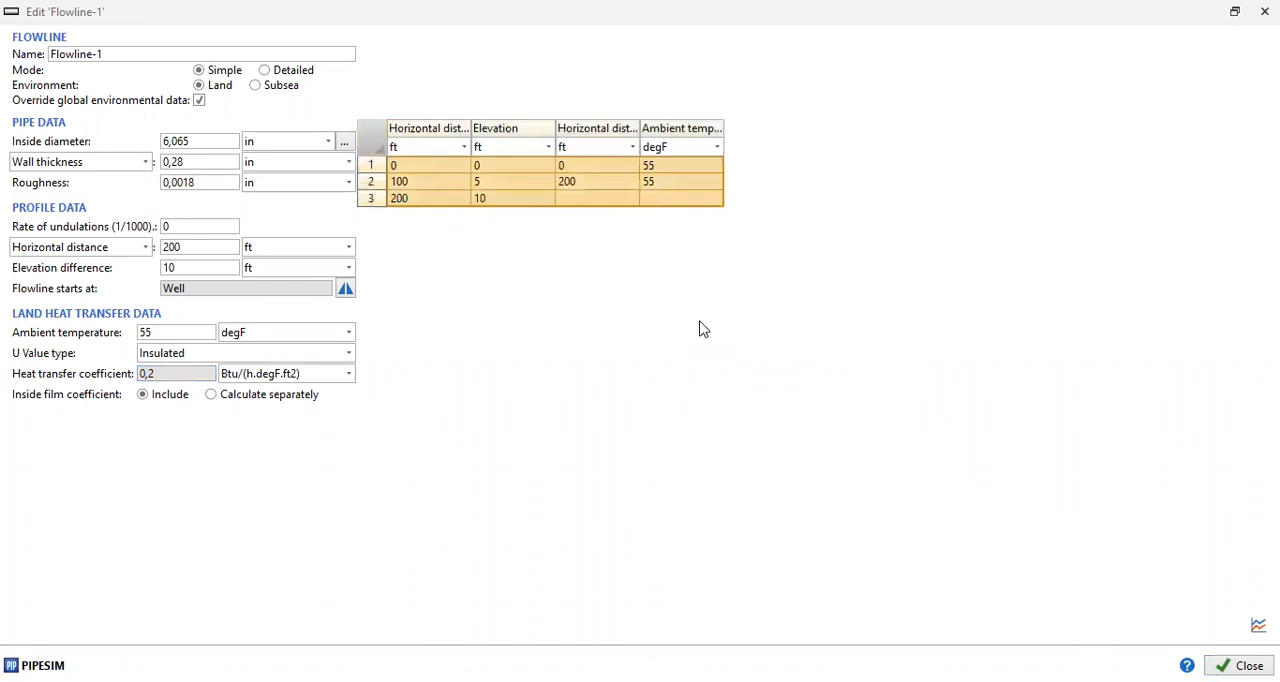 Edit 'Flowline-1'
FLOWLINE
Name: Flowline-1
Mode: Simple Detailed
Environment: Land Subsea
Override global environmental data:
PIPE DATA
Inside diameter: 6,065 in ...
Wall thickness : 0,28 in
Roughness: 0,0018 in
PROFILE DATA
Rate of undulations (1/1000).: 0
Horizontal distance : 200 ft
Elevation difference: 10 ft
Flowline starts at: Well
LAND HEAT TRANSFER DATA
Ambient temperature: 55 degF
U Value type: Insulated
Heat transfer coefficient: 0,2 Btu/(h.degF.ft2)
Inside film coefficient: Include Calculate separately
Horizontal dist... Elevation Horizontal dist... Ambient temp...
ft ft ft degF
1 0 0 0 55
2 100 5 200 55
3 200 10
PIP PIPESIM
? Close